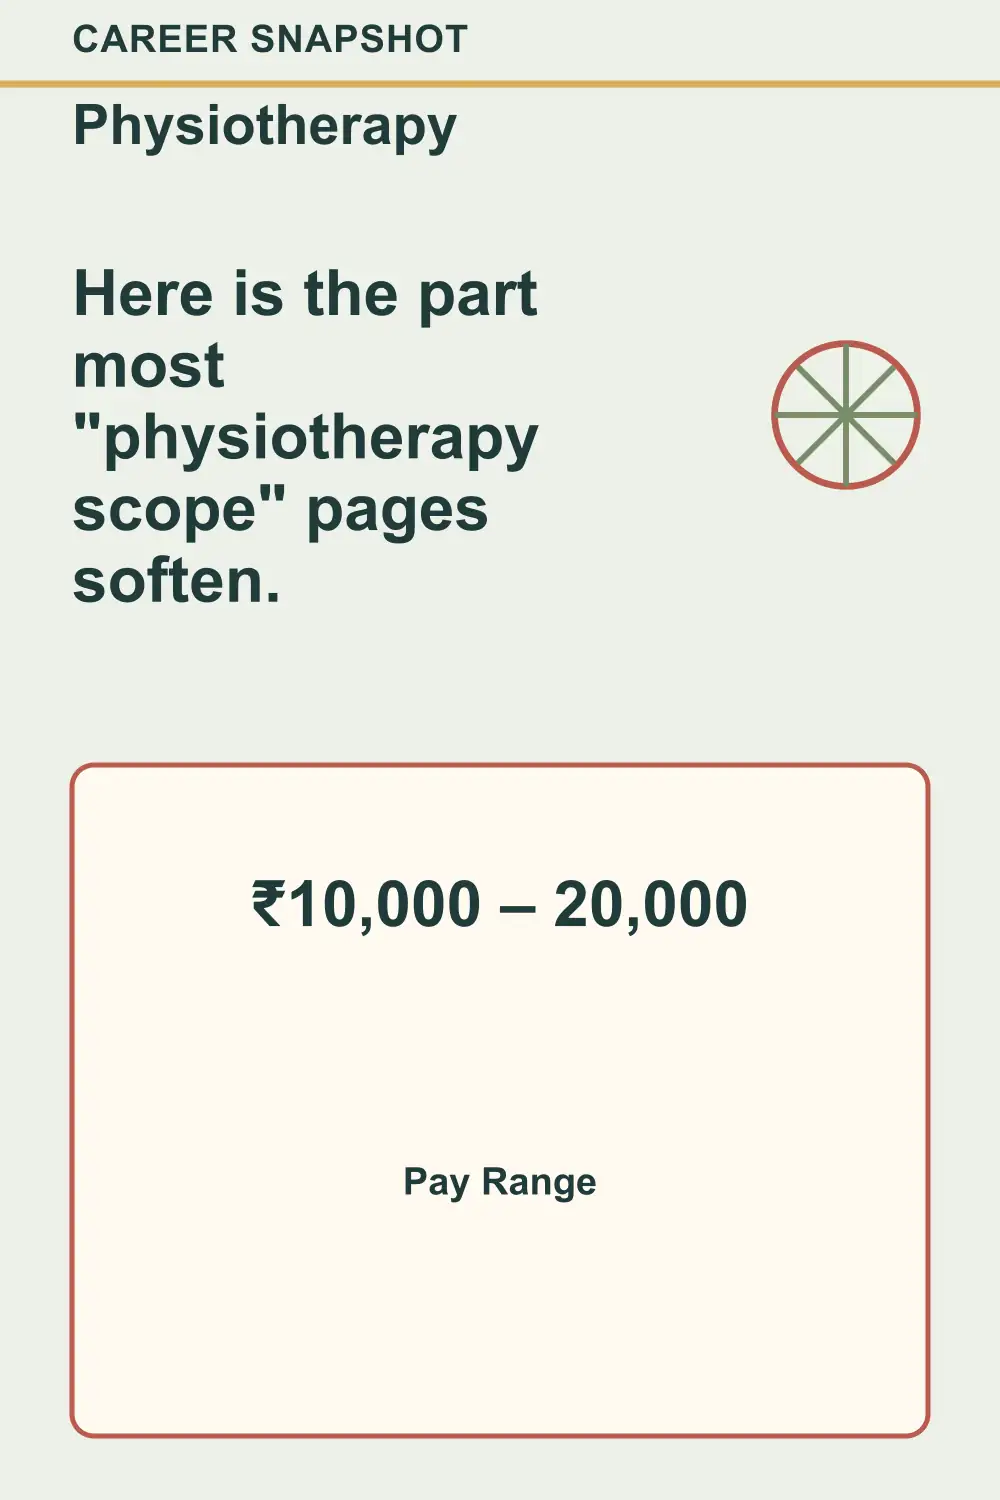 CAREER SNAPSHOT
Physiotherapy
Here is the part
most
"physiotherapy
scope" pages
soften.
₹10,000 – 20,000
Pay Range